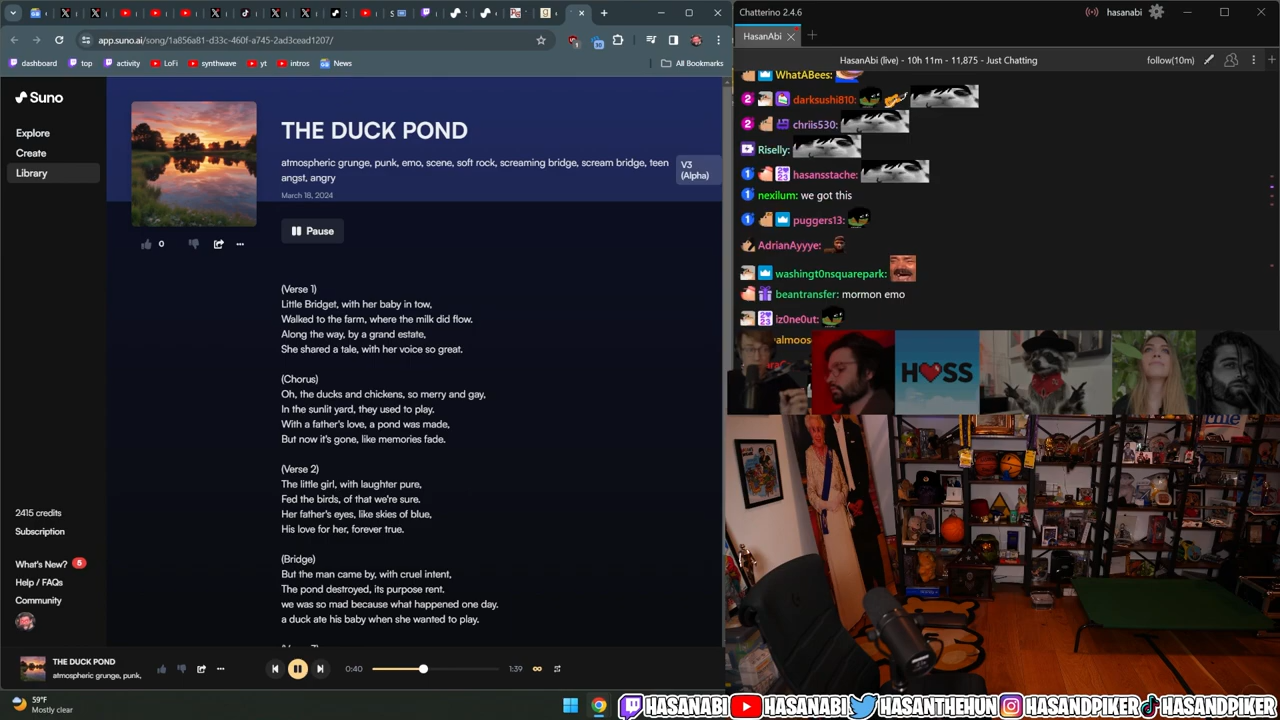 app.suno.ai/song/1a856a81-d33c-460f-a745-2ad3cead1207/
dashboard
top
activity
LoFi
synthwave
yt
intros
News
All Bookmarks
Suno
Explore
Create
Library
THE DUCK POND
atmospheric grunge, punk, emo, scene, soft rock, screaming bridge, scream bridge, teen
angst, angry
V3
(Alpha)
March 18, 2024
0
Pause
(Verse 1)
Little Bridget, with her baby in tow,
Walked to the farm, where the milk did flow.
Along the way, by a grand estate,
She shared a tale, with her voice so great.
(Chorus)
Oh, the ducks and chickens, so merry and gay,
In the sunlit yard, they used to play.
With a father's love, a pond was made,
But now it's gone, like memories fade.
(Verse 2)
The little girl, with laughter pure,
Fed the birds, of that we're sure.
Her father's eyes, like skies of blue,
His love for her, forever true.
(Bridge)
But the man came by, with cruel intent,
The pond destroyed, its purpose rent.
we was so mad because what happened one day.
a duck ate his baby when she wanted to play.
2415 credits
Subscription
What's New? 6
Help / FAQs
Community
THE DUCK POND
atmospheric grunge, punk,
0:40
1:39
59°F
Mostly clear
Chatterino 2.4.6
hasanabi
HasanAbi
HasanAbi (live) - 10h 11m - 11,875 - Just Chatting
follow(10m)
WhatABees:
darksushi810:
chriis530:
Riselly:
hasansstache:
nexilum: we got this
puggers13:
AdrianAyyye:
washingt0nsquarepark:
beantransfer: mormon emo
iz0ne0ut:
H SS
HASANABI
HASANABI
HASANTHEHUN
HASANDPIKER
HASANDPIKER